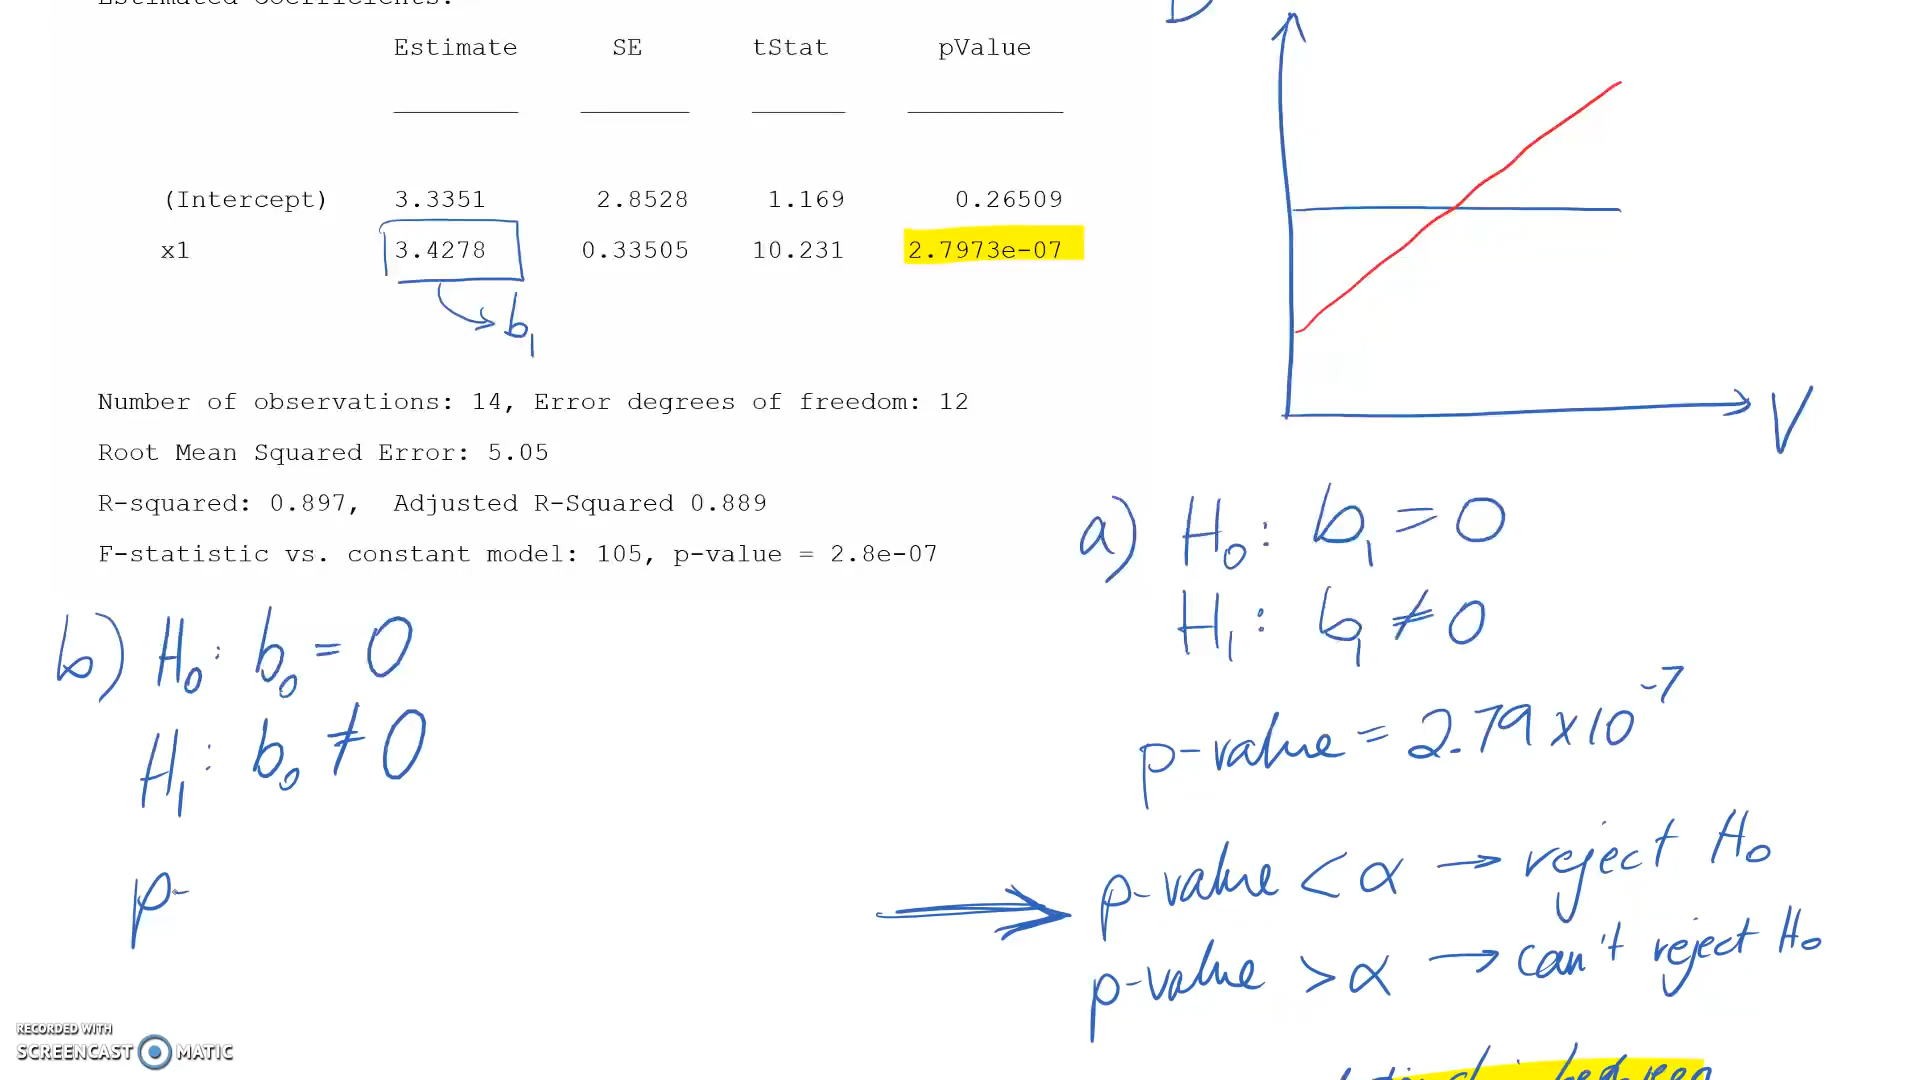 Estimated Coefficients:
Estimate SE tStat pValue
(Intercept) 3.3351 2.8528 1.169 0.26509
x1 3.4278 0.33505 10.231 2.7973e-07
b₁
Number of observations: 14, Error degrees of freedom: 12
Root Mean Squared Error: 5.05
R-squared: 0.897, Adjusted R-Squared 0.889
F-statistic vs. constant model: 105, p-value = 2.8e-07
b) H₀: b₀ = 0
H₁: b₀ ≠ 0
p-
D
V
a) H₀: b₁ = 0
H₁: b₁ ≠ 0
p-value = 2.79 x 10⁻⁷
p-value < α → reject H₀
p-value > α → can't reject H₀
between
RECORDED WITH
SCREENCAST MATIC